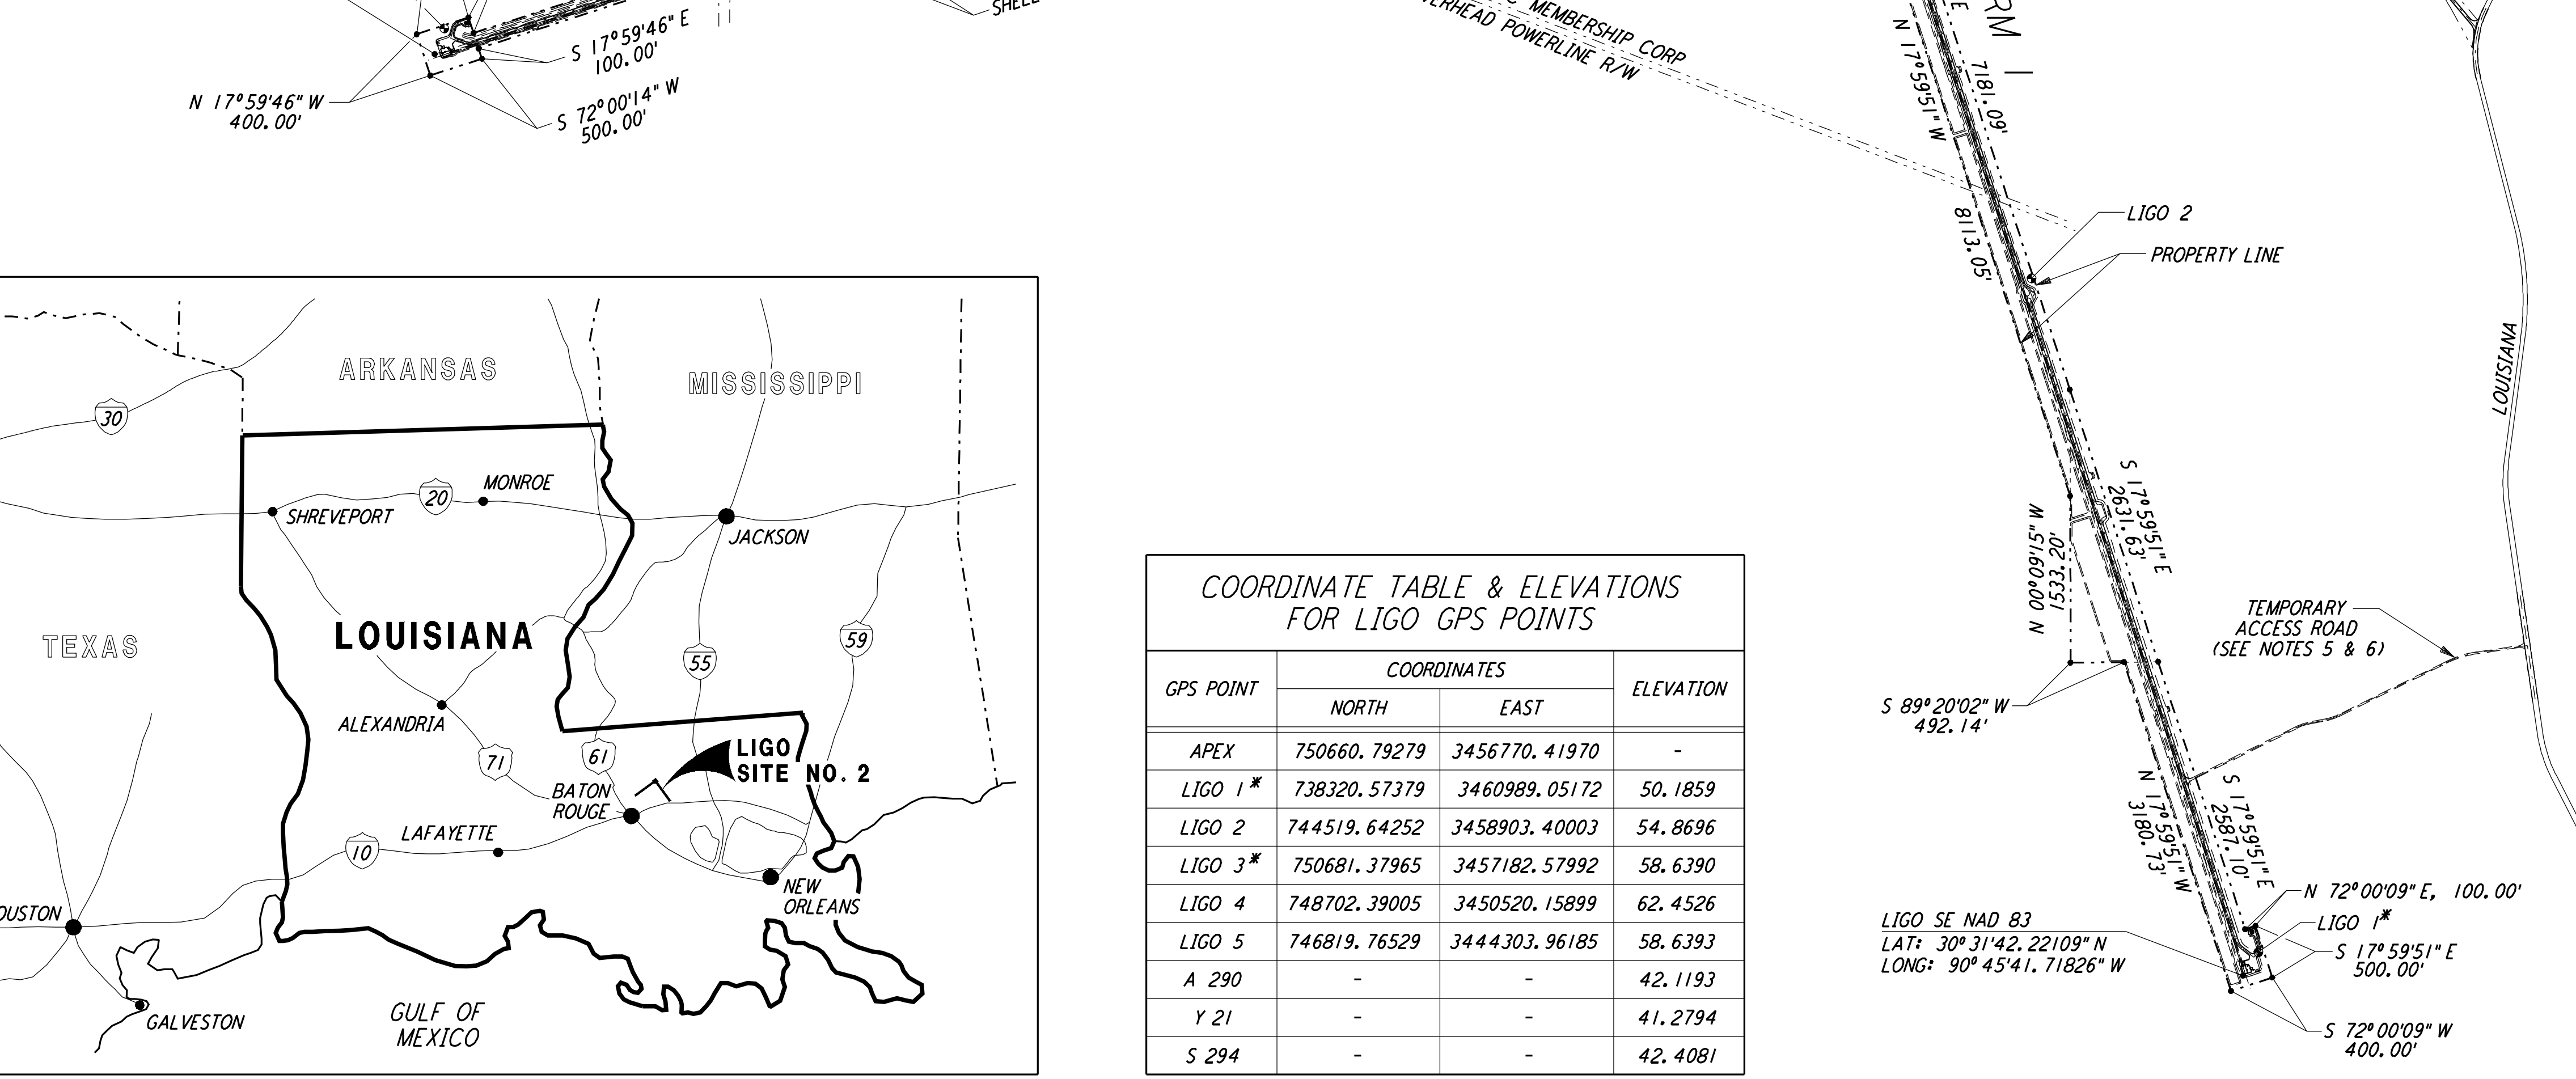 SHELL
S 17°59'46" E
100.00'
N 17°59'46" W
400.00'
S 72°00'14" W
500.00'
MEMBERSHIP CORP
OVERHEAD POWERLINE R/W
N 17°59'51" W
8113.05'
7181.09'
LIGO 2
PROPERTY LINE
LOUISIANA
S 17°59'51" E
2631.63'
N 00°09'15" W
1533.20'
TEMPORARY
ACCESS ROAD
(SEE NOTES 5 & 6)
S 89°20'02" W
492.14'
N 17°59'51" W
3180.73'
S 17°59'51" E
2587.10'
N 72°00'09" E, 100.00'
LIGO 1*
S 17°59'51" E
500.00'
S 72°00'09" W
400.00'
LIGO SE NAD 83
LAT: 30° 31'42.22109" N
LONG: 90° 45'41.71826" W
ARKANSAS
MISSISSIPPI
30
MONROE
20
SHREVEPORT
JACKSON
LOUISIANA
TEXAS
55
59
ALEXANDRIA
71
61
LIGO
SITE NO. 2
BATON
ROUGE
LAFAYETTE
10
NEW
ORLEANS
HOUSTON
GALVESTON
GULF OF
MEXICO
COORDINATE TABLE & ELEVATIONS
FOR LIGO GPS POINTS
GPS POINT COORDINATES ELEVATION
NORTH EAST
APEX 750660.79279 3456770.41970 -
LIGO 1* 738320.57379 3460989.05172 50.1859
LIGO 2 744519.64252 3458903.40003 54.8696
LIGO 3* 750681.37965 3457182.57992 58.6390
LIGO 4 748702.39005 3450520.15899 62.4526
LIGO 5 746819.76529 3444303.96185 58.6393
A 290 - - 42.1193
Y 21 - - 41.2794
S 294 - - 42.4081